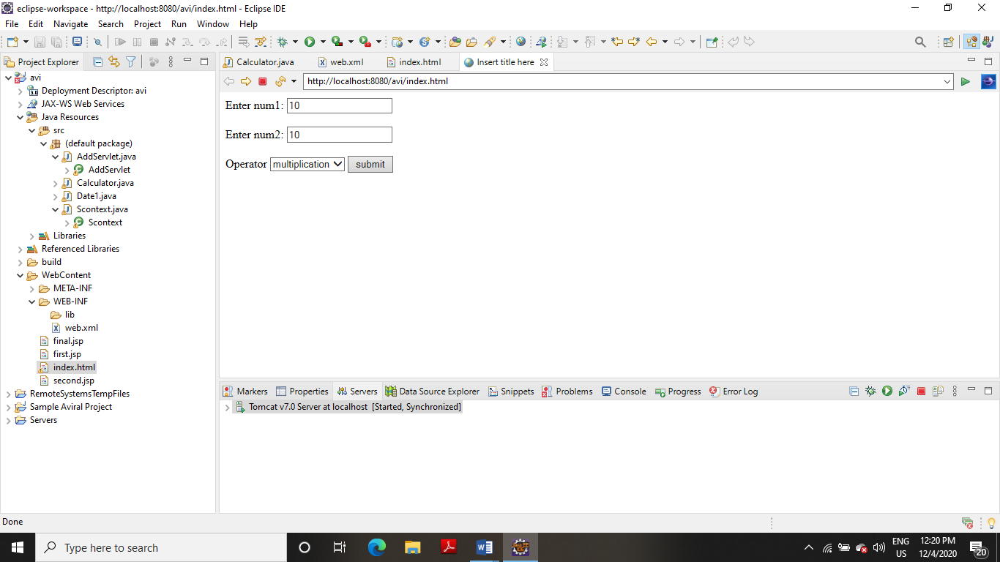 eclipse-workspace - http://localhost:8080/avi/index.html - Eclipse IDE
File Edit Navigate Search Project Run Window Help
Project Explorer
Calculator.java web.xml index.html Insert title here
http://localhost:8080/avi/index.html
avi
Deployment Descriptor: avi
JAX-WS Web Services
Java Resources
src
(default package)
AddServlet.java
AddServlet
Calculator.java
Date1.java
Scontext.java
Scontext
Libraries
Referenced Libraries
build
WebContent
META-INF
WEB-INF
lib
web.xml
final.jsp
first.jsp
index.html
second.jsp
RemoteSystemsTempFiles
Sample Aviral Project
Servers
Enter num1: 10
Enter num2: 10
Operator multiplication submit
Markers Properties Servers Data Source Explorer Snippets Problems Console Progress Error Log
Tomcat v7.0 Server at localhost [Started, Synchronized]
Done
Type here to search
ENG
US
12:20 PM
12/4/2020
20